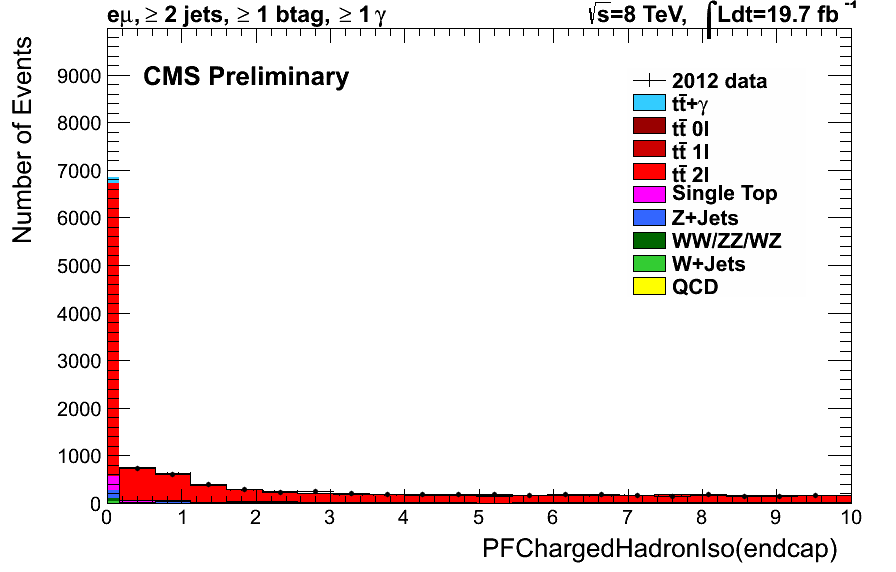 eμ, ≥ 2 jets, ≥ 1 btag, ≥ 1 γ
√s=8 TeV, ∫Ldt=19.7 fb⁻¹
CMS Preliminary
Number of Events
9000
8000
7000
6000
5000
4000
3000
2000
1000
0
2012 data
tt̄+γ
tt̄ 0l
tt̄ 1l
tt̄ 2l
Single Top
Z+Jets
WW/ZZ/WZ
W+Jets
QCD
0 1 2 3 4 5 6 7 8 9 10
PFChargedHadronIso(endcap)